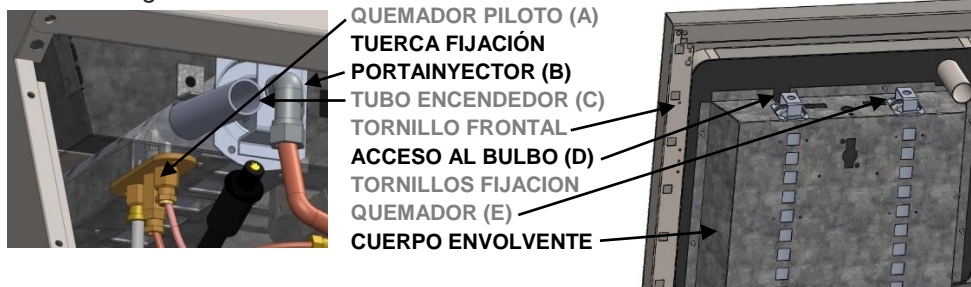 QUEMADOR PILOTO (A)
TUERCA FIJACIÓN
PORTAINYECTOR (B)
TUBO ENCENDEDOR (C)
TORNILLO FRONTAL
ACCESO AL BULBO (D)
TORNILLOS FIJACION
QUEMADOR (E)
CUERPO ENVOLVENTE